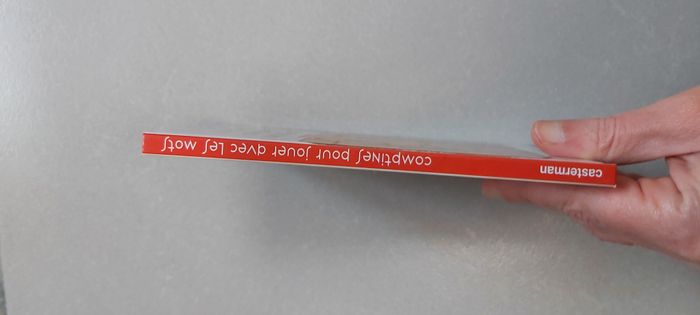 casterman
comptines pour jouer avec les mots